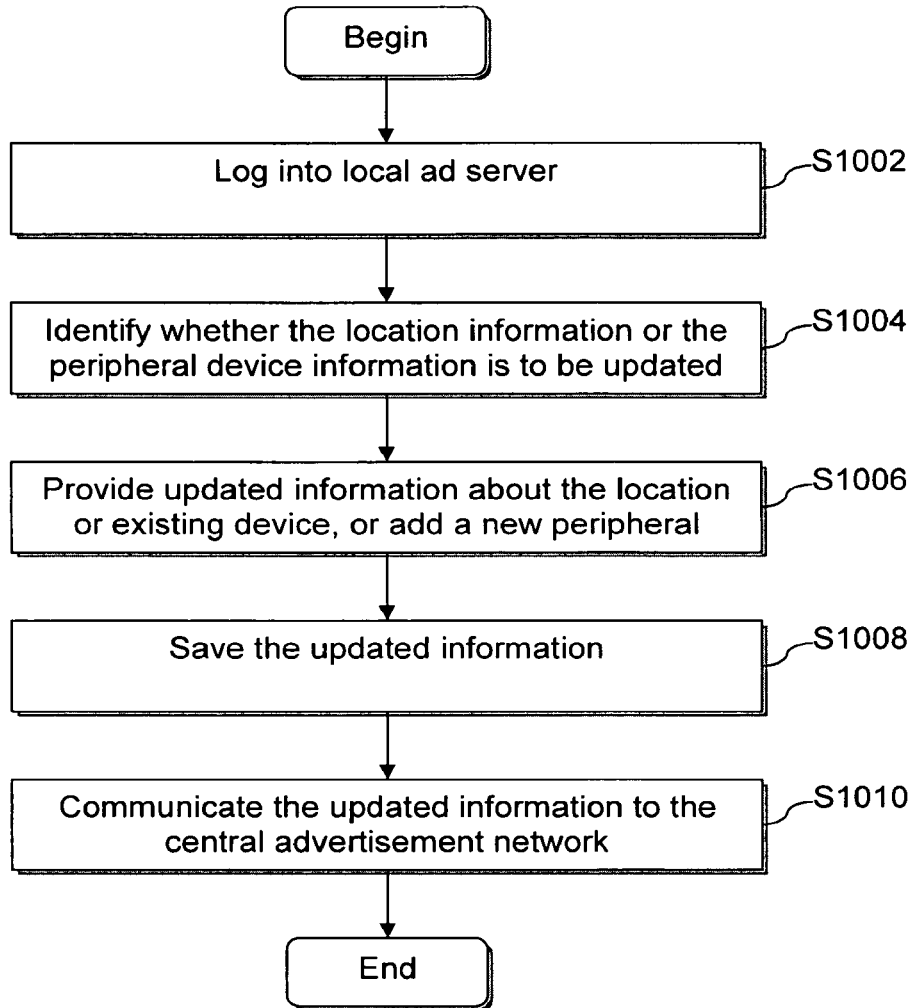 Begin
Log into local ad server
S1002
Identify whether the location information or the
peripheral device information is to be updated
S1004
Provide updated information about the location
or existing device, or add a new peripheral
S1006
Save the updated information
S1008
Communicate the updated information to the
central advertisement network
S1010
End